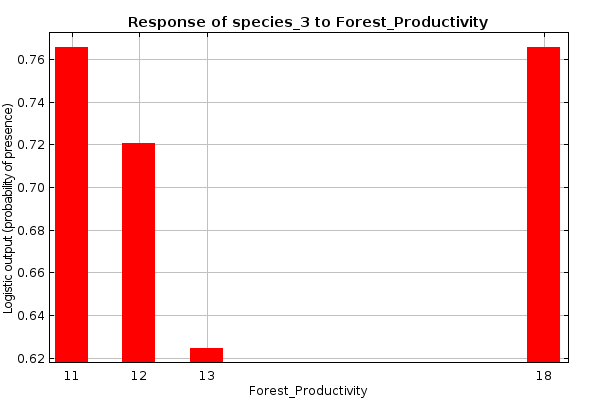 Response of species_3 to Forest_Productivity
Logistic output (probability of presence)
0.76
0.74
0.72
0.70
0.68
0.66
0.64
0.62
11 12 13 18
Forest_Productivity